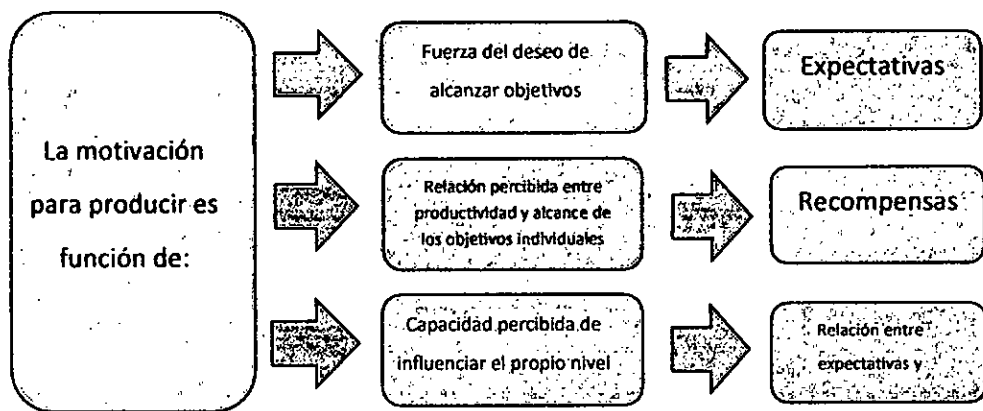 La motivación
para producir es
función de:
Fuerza del deseo de
alcanzar objetivos
Expectativas
Relación percibida entre
productividad y alcance de
los objetivos individuales
Recompensas
Capacidad percibida de
influenciar el propio nivel
Relación entre
expectativas y